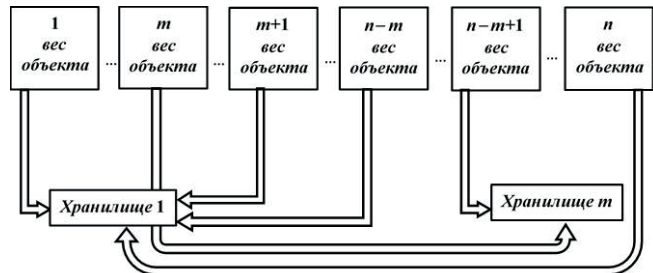 1
вес
объекта
...
m
вес
объекта
...
m+1
вес
объекта
...
n−m
вес
объекта
...
n−m+1
вес
объекта
...
n
вес
объекта
Хранилище 1
Хранилище m